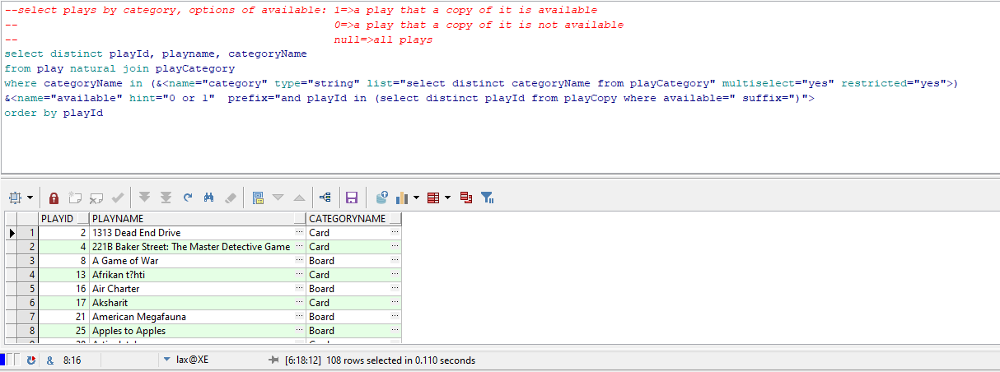 --select plays by category, options of available: 1=>a play that a copy of it is available
-- 0=>a play that a copy of it is not available
-- null=>all plays
select distinct playId, playname, categoryName
from play natural join playCategory
where categoryName in (&<name="category" type="string" list="select distinct categoryName from playCategory" multiselect="yes" restricted="yes">)
&<name="available" hint="0 or 1"  prefix="and playId in (select distinct playId from playCopy where available=" suffix=")">
order by playId
PLAYID PLAYNAME CATEGORYNAME
1 2 1313 Dead End Drive ... Card ...
2 4 221B Baker Street: The Master Detective Game ... Card ...
3 8 A Game of War ... Board ...
4 13 Afrikan t?hti ... Card ...
5 16 Air Charter ... Board ...
6 17 Aksharit ... Card ...
7 21 American Megafauna ... Board ...
8 25 Apples to Apples ... Board ...
& 8:16 lax@XE [6:18:12] 108 rows selected in 0.110 seconds